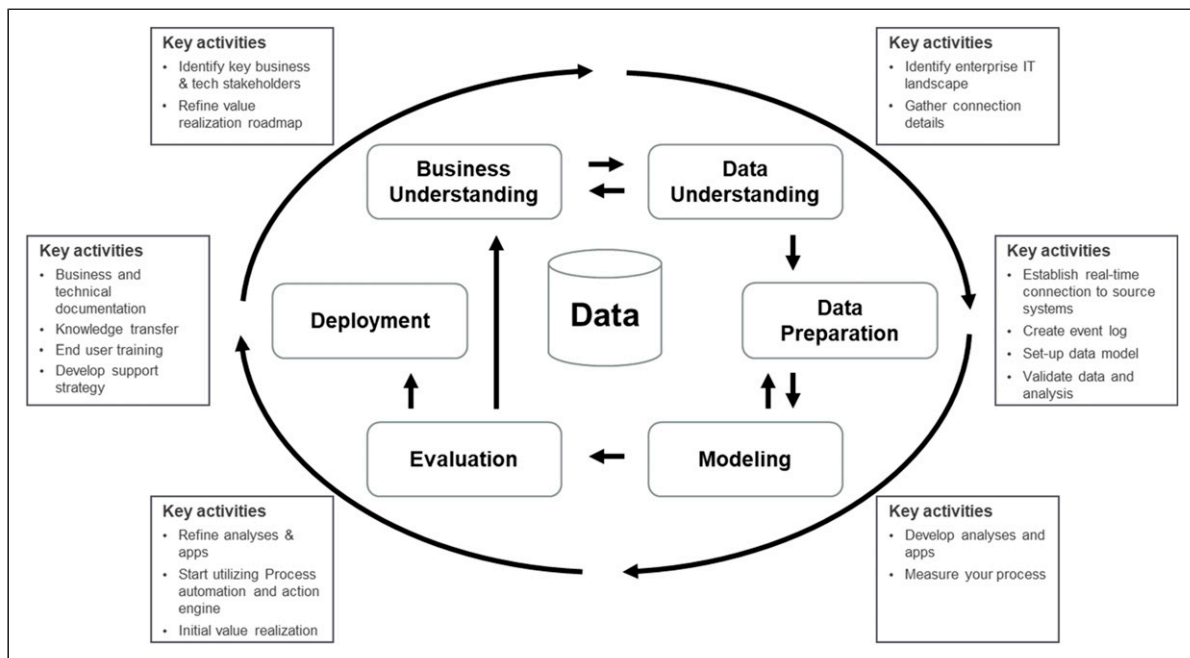 Key activities
• Identify key business
& tech stakeholders
• Refine value
realization roadmap
Key activities
• Identify enterprise IT
landscape
• Gather connection
details
Business
Understanding
Data
Understanding
Key activities
• Business and
technical
documentation
• Knowledge transfer
• End user training
• Develop support
strategy
Deployment
Data
Data
Preparation
Key activities
• Establish real-time
connection to source
systems
• Create event log
• Set-up data model
• Validate data and
analysis
Evaluation
Modeling
Key activities
• Refine analyses &
apps
• Start utilizing Process
automation and action
engine
• Initial value realization
Key activities
• Develop analyses and
apps
• Measure your process